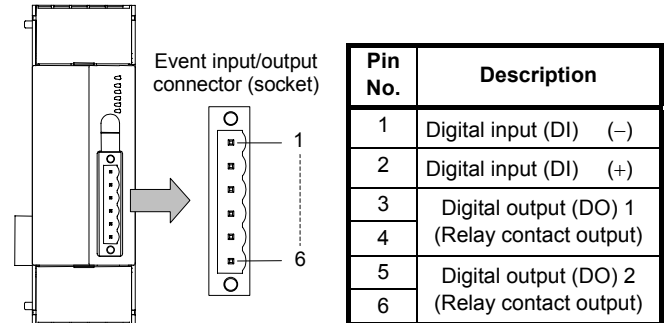 Event input/output
connector (socket)
1
6
Pin No. Description
1 Digital input (DI) (−)
2 Digital input (DI) (+)
3 Digital output (DO) 1
4 (Relay contact output)
5 Digital output (DO) 2
6 (Relay contact output)